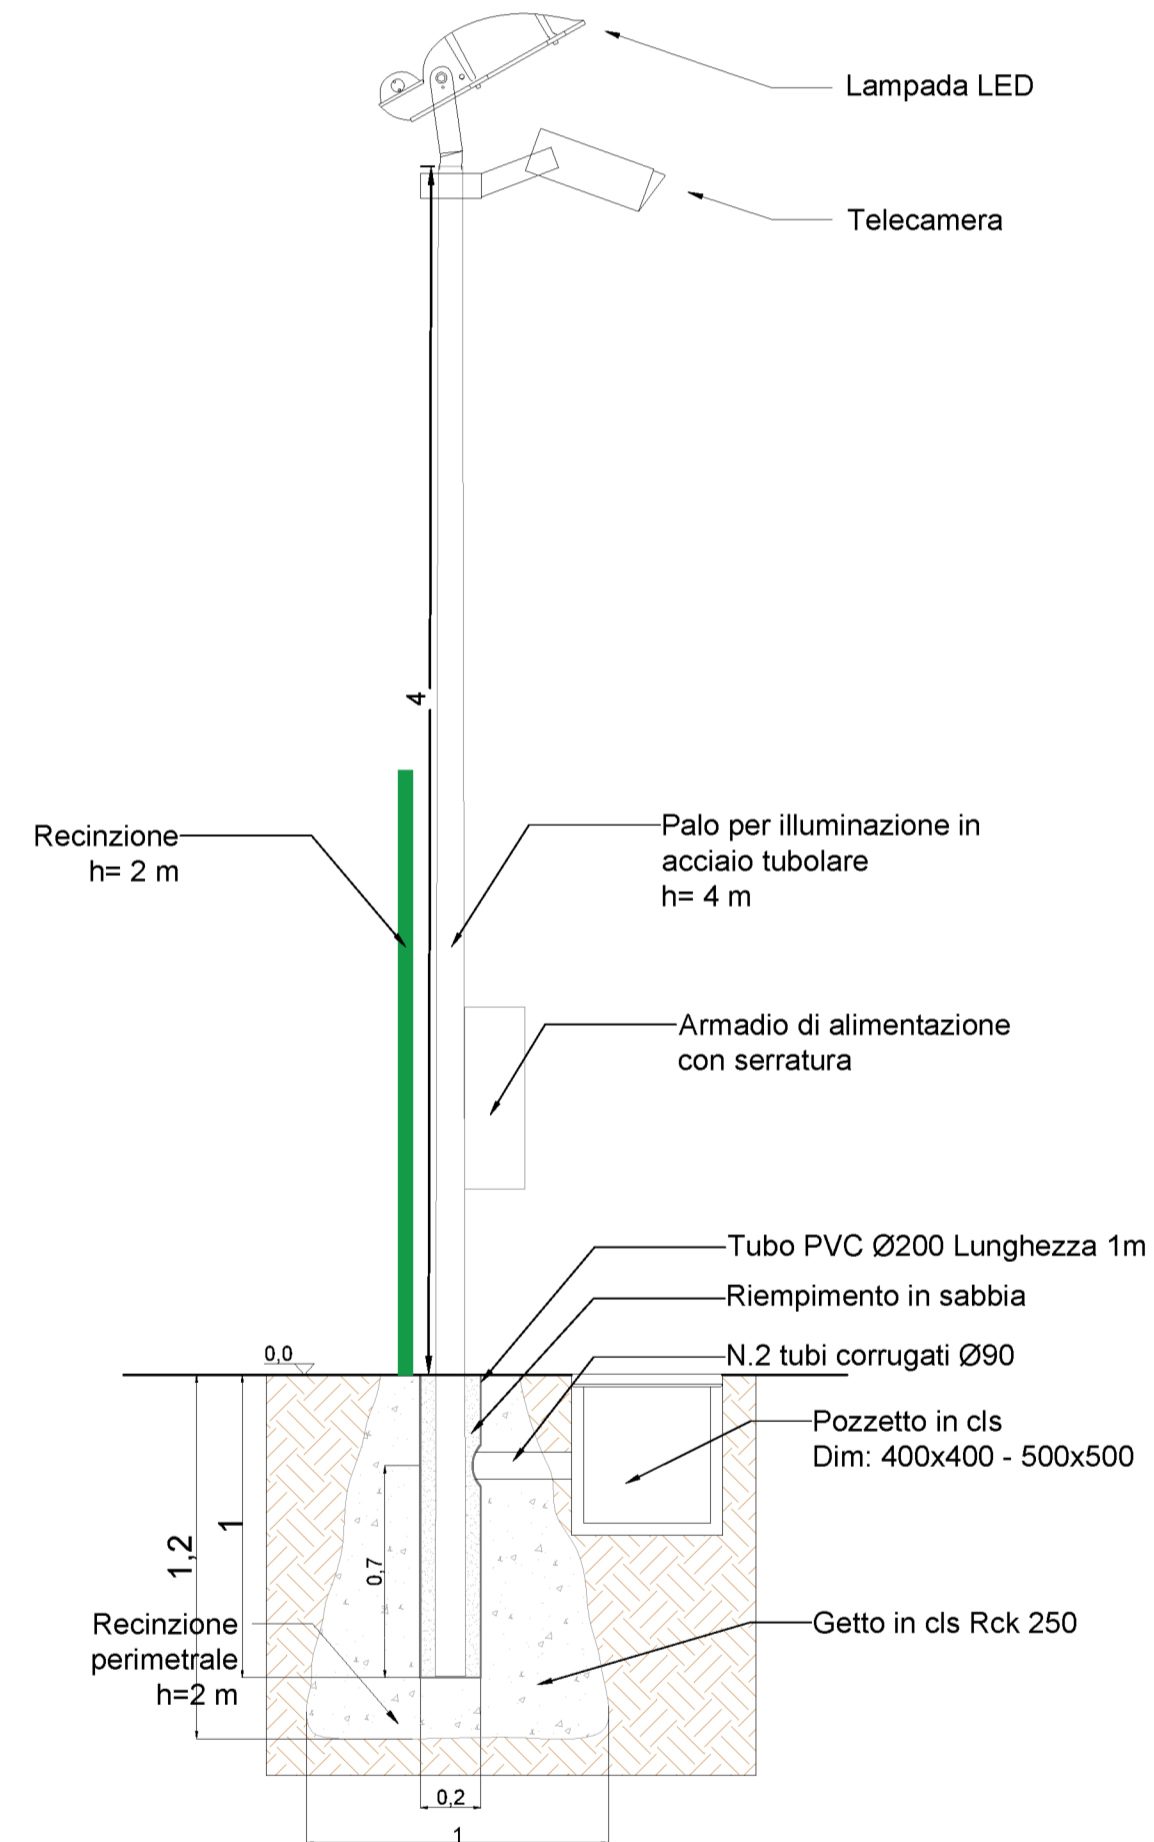 Lampada LED
Telecamera
4
Recinzione
h= 2 m
Palo per illuminazione in
acciaio tubolare
h= 4 m
Armadio di alimentazione
con serratura
Tubo PVC Ø200 Lunghezza 1m
Riempimento in sabbia
0,0
N.2 tubi corrugati Ø90
Pozzetto in cls
Dim: 400x400 - 500x500
1,2
1
0,7
Recinzione
perimetrale
h=2 m
Getto in cls Rck 250
0,2
1